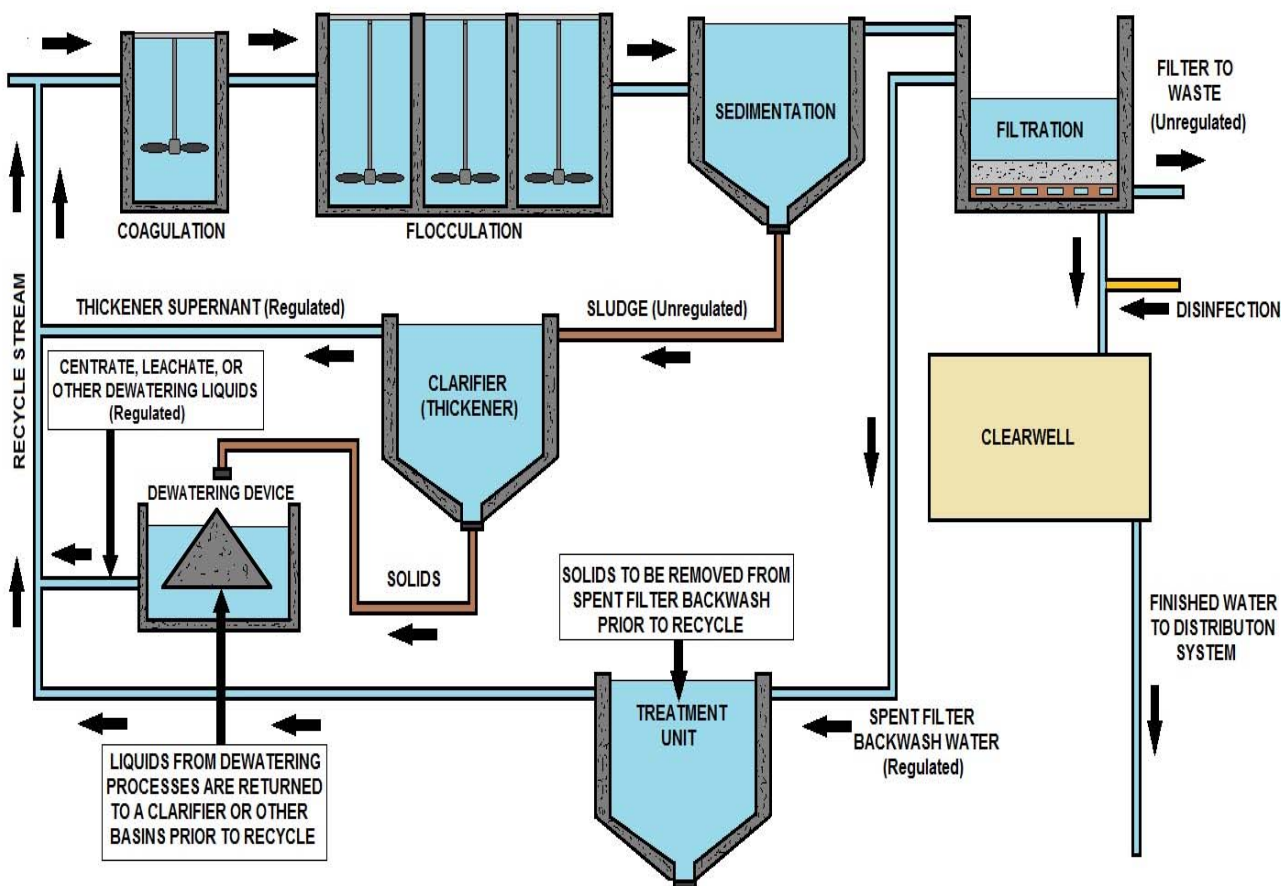 FILTER TO
WASTE
(Unregulated)
SEDIMENTATION
FILTRATION
COAGULATION
FLOCCULATION
RECYCLE STREAM
THICKENER SUPERNANT (Regulated)
SLUDGE (Unregulated)
DISINFECTION
CENTRATE, LEACHATE, OR
OTHER DEWATERING LIQUIDS
(Regulated)
CLARIFIER
(THICKENER)
CLEARWELL
DEWATERING DEVICE
SOLIDS
SOLIDS TO BE REMOVED FROM
SPENT FILTER BACKWASH
PRIOR TO RECYCLE
FINISHED WATER
TO DISTRIBUTON
SYSTEM
TREATMENT
UNIT
SPENT FILTER
BACKWASH WATER
(Regulated)
LIQUIDS FROM DEWATERING
PROCESSES ARE RETURNED
TO A CLARIFIER OR OTHER
BASINS PRIOR TO RECYCLE